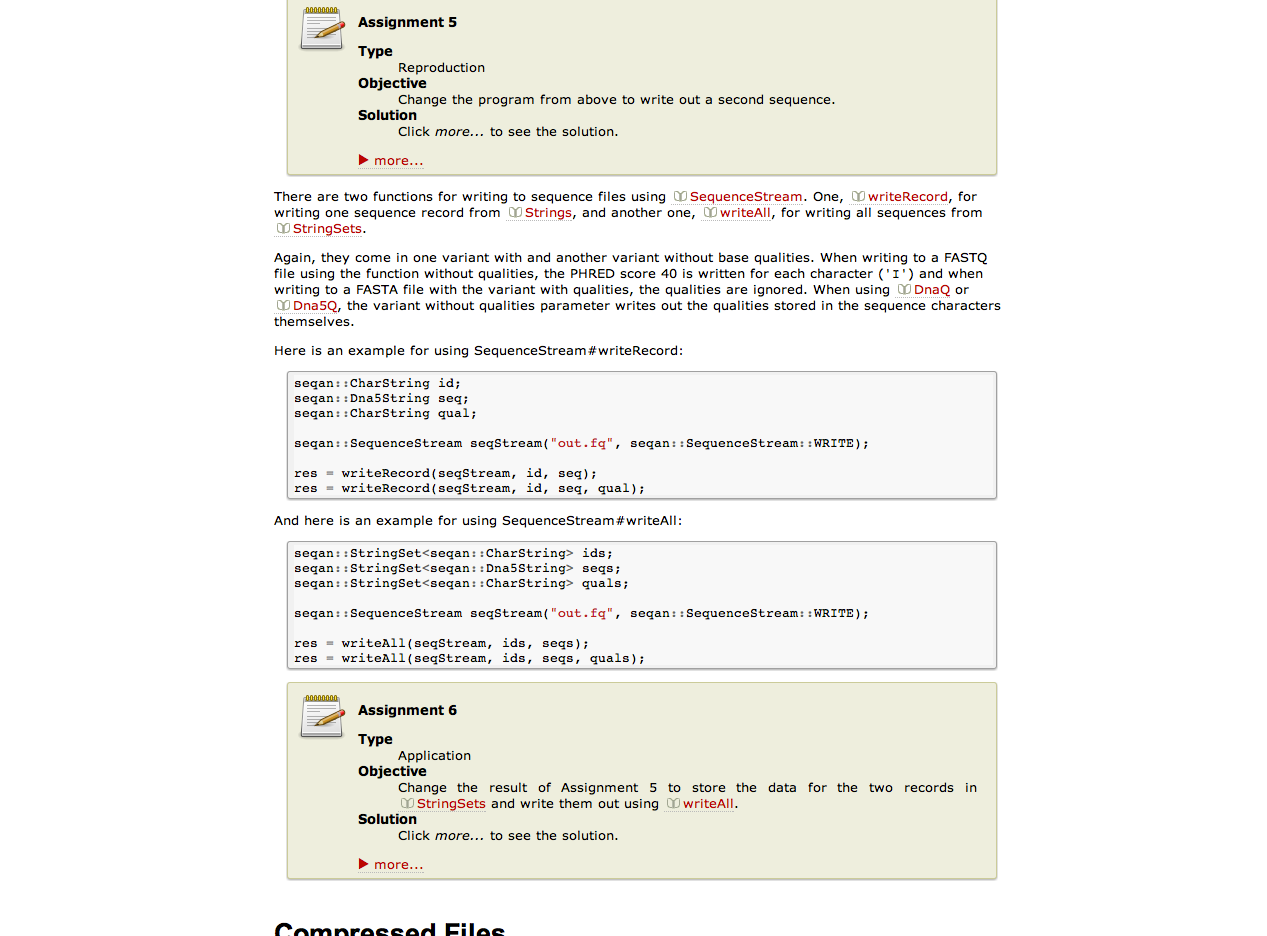 Assignment 5
Type
Reproduction
Objective
Change the program from above to write out a second sequence.
Solution
Click more... to see the solution.
more...
There are two functions for writing to sequence files using SequenceStream. One, writeRecord, for
writing one sequence record from Strings, and another one, writeAll, for writing all sequences from
StringSets.
Again, they come in one variant with and another variant without base qualities. When writing to a FASTQ
file using the function without qualities, the PHRED score 40 is written for each character ('I') and when
writing to a FASTA file with the variant with qualities, the qualities are ignored. When using DnaQ or
Dna5Q, the variant without qualities parameter writes out the qualities stored in the sequence characters
themselves.
Here is an example for using SequenceStream#writeRecord:
seqan::CharString id;
seqan::Dna5String seq;
seqan::CharString qual;
seqan::SequenceStream seqStream("out.fq", seqan::SequenceStream::WRITE);
res = writeRecord(seqStream, id, seq);
res = writeRecord(seqStream, id, seq, qual);
And here is an example for using SequenceStream#writeAll:
seqan::StringSet<seqan::CharString> ids;
seqan::StringSet<seqan::Dna5String> seqs;
seqan::StringSet<seqan::CharString> quals;
seqan::SequenceStream seqStream("out.fq", seqan::SequenceStream::WRITE);
res = writeAll(seqStream, ids, seqs);
res = writeAll(seqStream, ids, seqs, quals);
Assignment 6
Type
Application
Objective
Change the result of Assignment 5 to store the data for the two records in
StringSets and write them out using writeAll.
Solution
Click more... to see the solution.
more...
Compressed Files